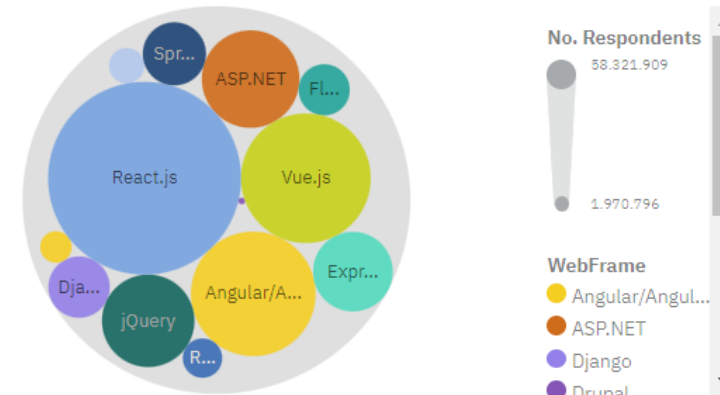 Spr...
ASP.NET
Fl...
React.js
Vue.js
Expr...
Dja...
Angular/A...
jQuery
R...
No. Respondents
58.321.909
1.970.796
WebFrame
Angular/Angul...
ASP.NET
Django
Drupal